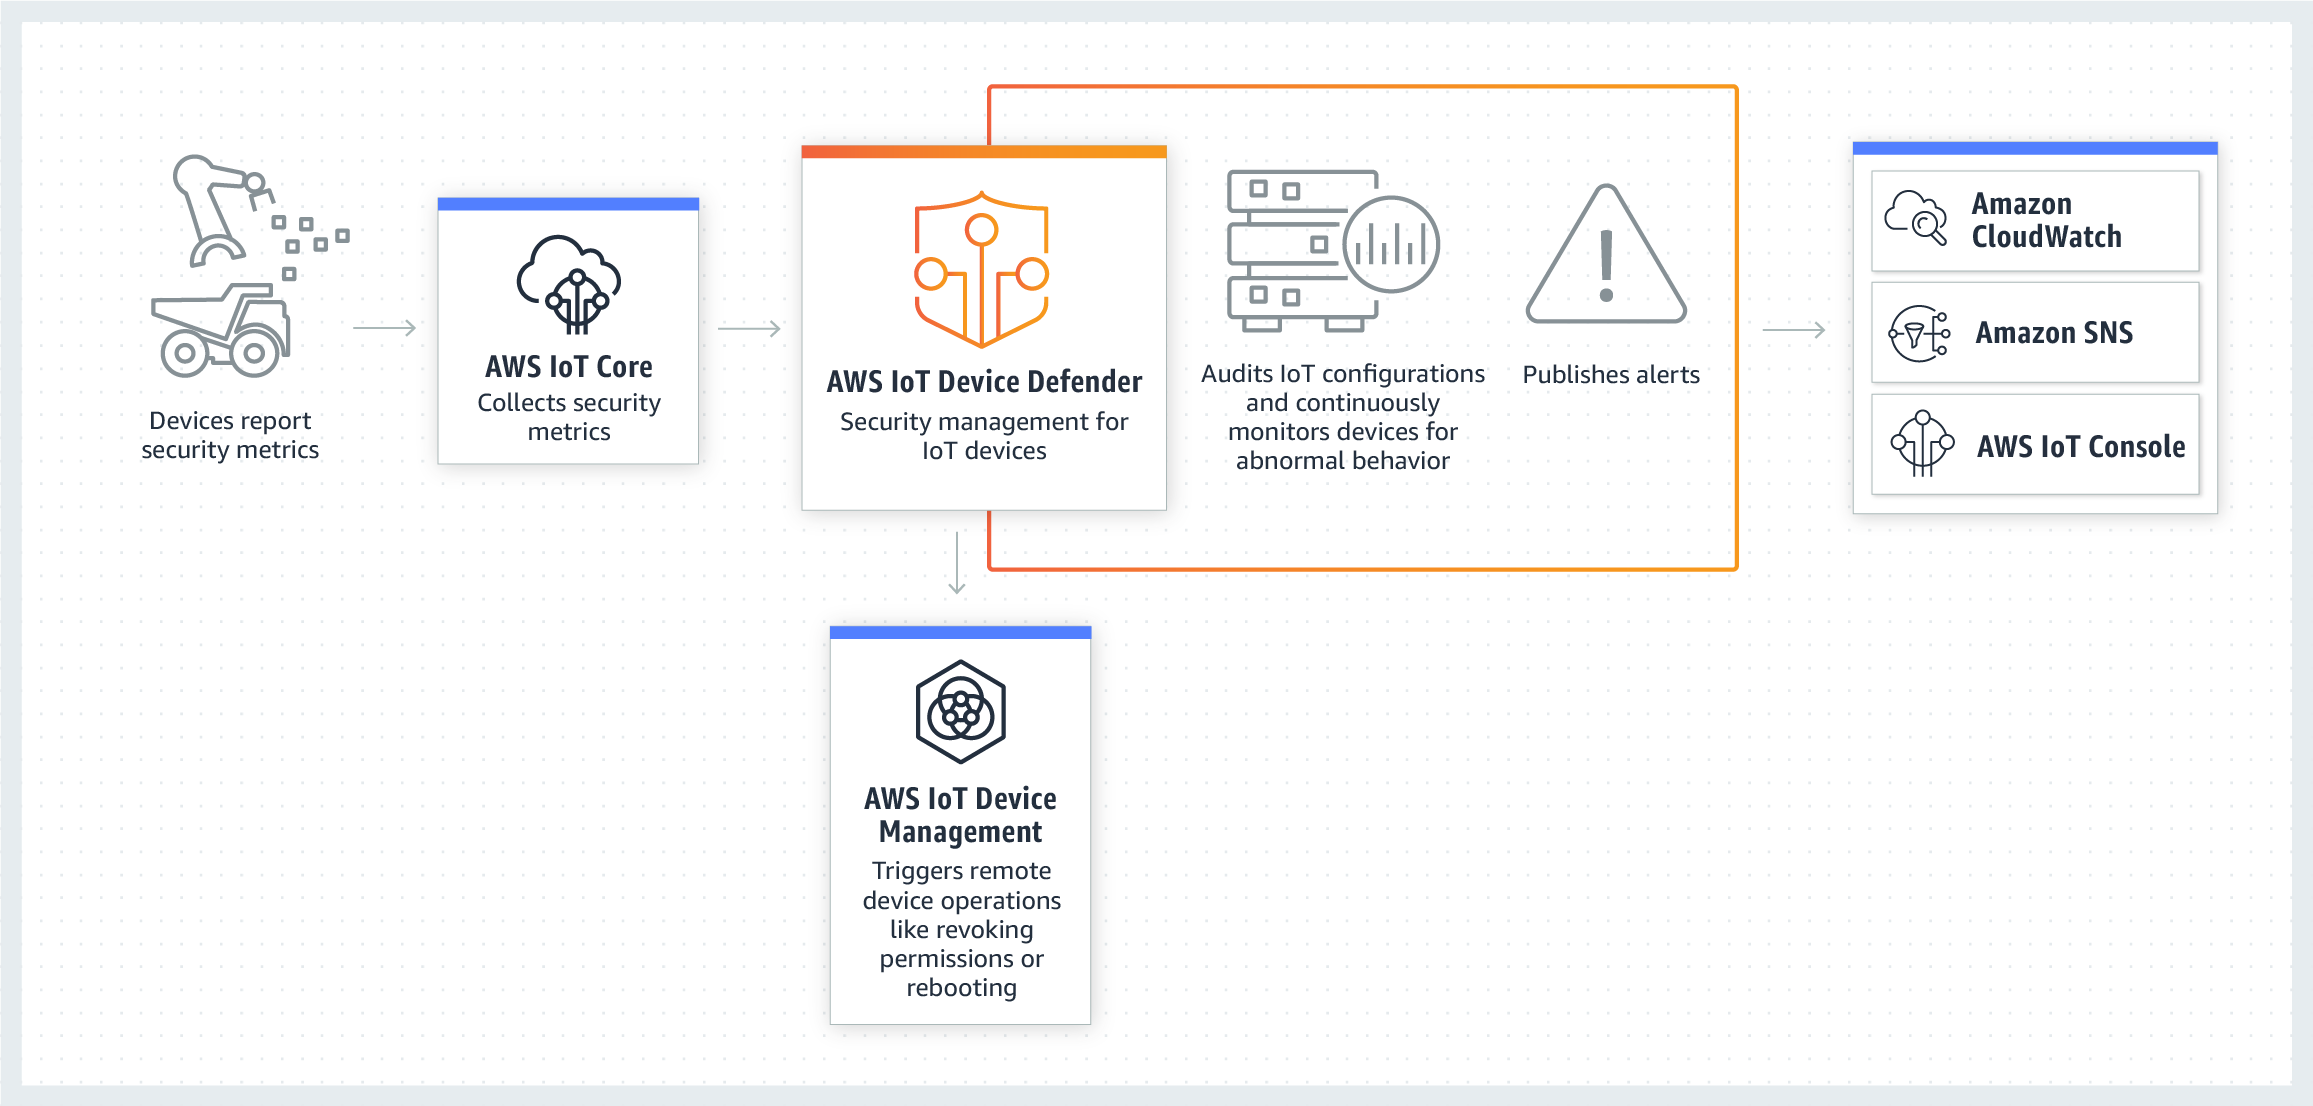 Devices report
security metrics
AWS IoT Core
Collects security
metrics
AWS IoT Device Defender
Security management for
IoT devices
Audits IoT configurations
and continuously
monitors devices for
abnormal behavior
Publishes alerts
Amazon
CloudWatch
Amazon SNS
AWS IoT Console
AWS IoT Device
Management
Triggers remote
device operations
like revoking
permissions or
rebooting